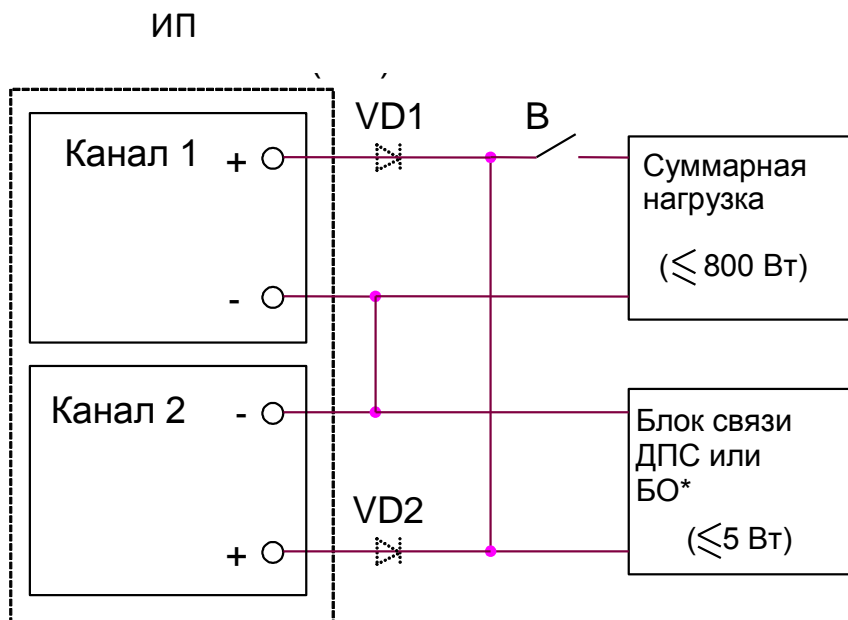 ИП
VD1
В
Канал 1
+
-
Суммарная
нагрузка
(⩽ 800 Вт)
Канал 2
-
+
VD2
Блок связи
ДПС или
БО*
(⩽5 Вт)